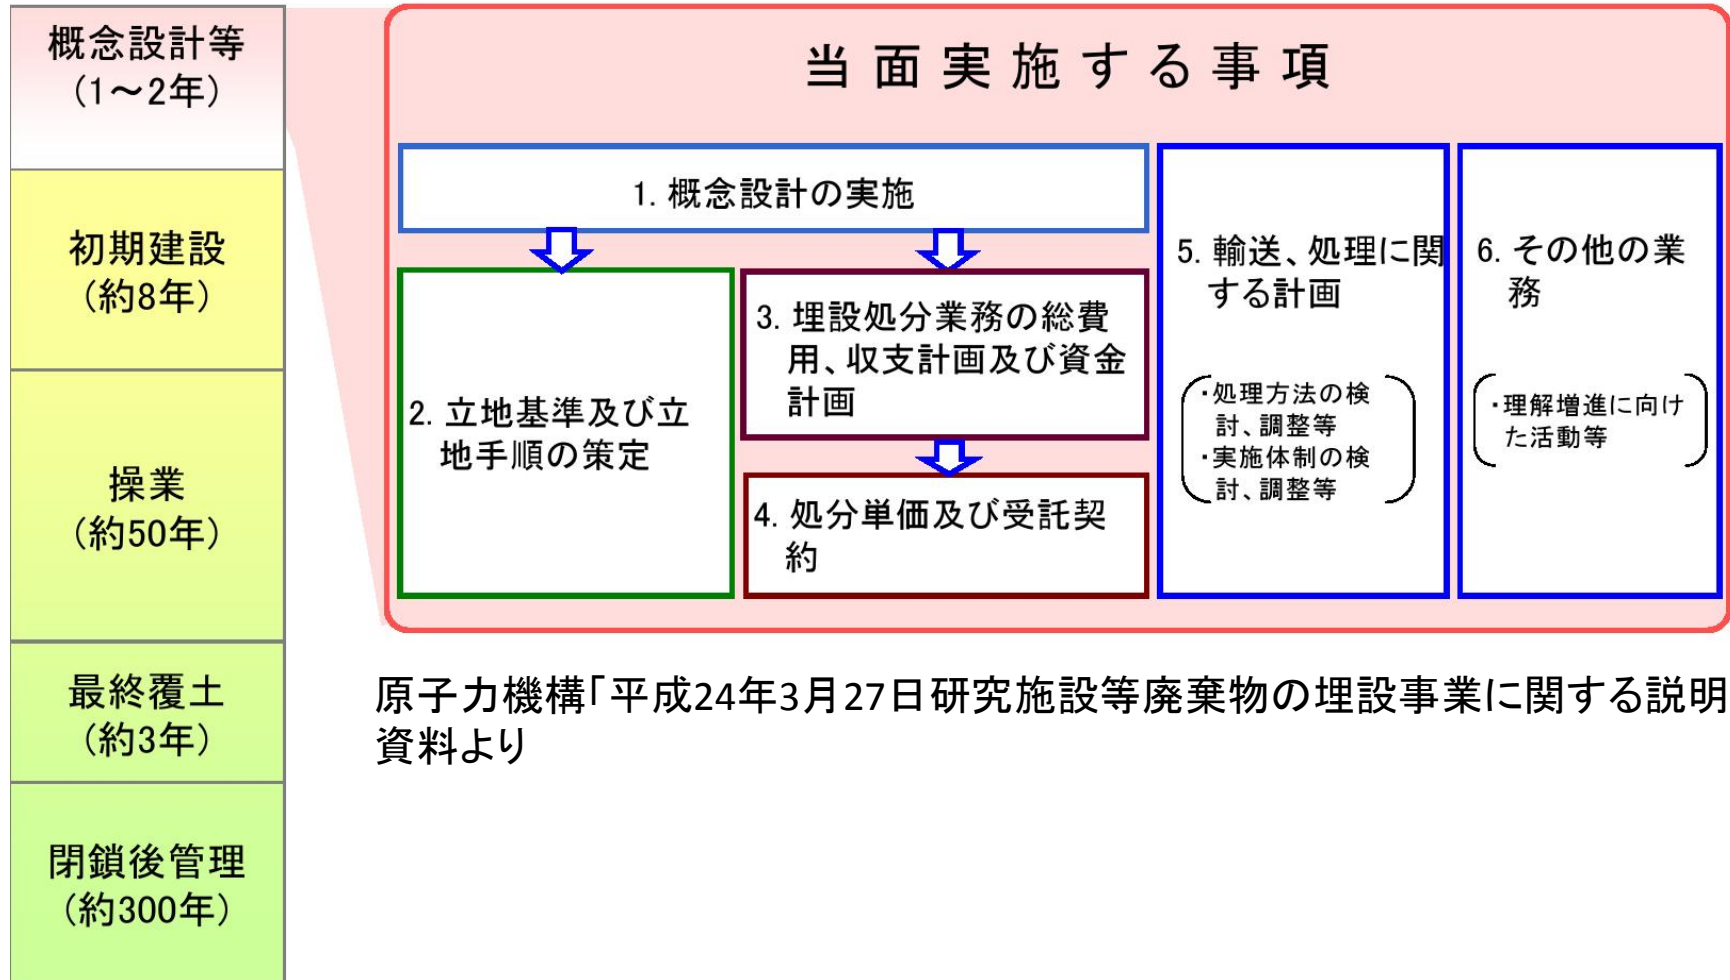 概念設計等
（1～2年）
初期建設
（約8年）
操業
（約50年）
最終覆土
（約3年）
閉鎖後管理
（約300年）
当面実施する事項
1. 概念設計の実施
2. 立地基準及び立
地手順の策定
3. 埋設処分業務の総費
用、収支計画及び資金
計画
4. 処分単価及び受託契
約
5. 輸送、処理に関
する計画
・処理方法の検
討、調整等
・実施体制の検
討、調整等
6. その他の業
務
・理解増進に向け
た活動等
原子力機構「平成24年3月27日研究施設等廃棄物の埋設事業に関する説明
資料より